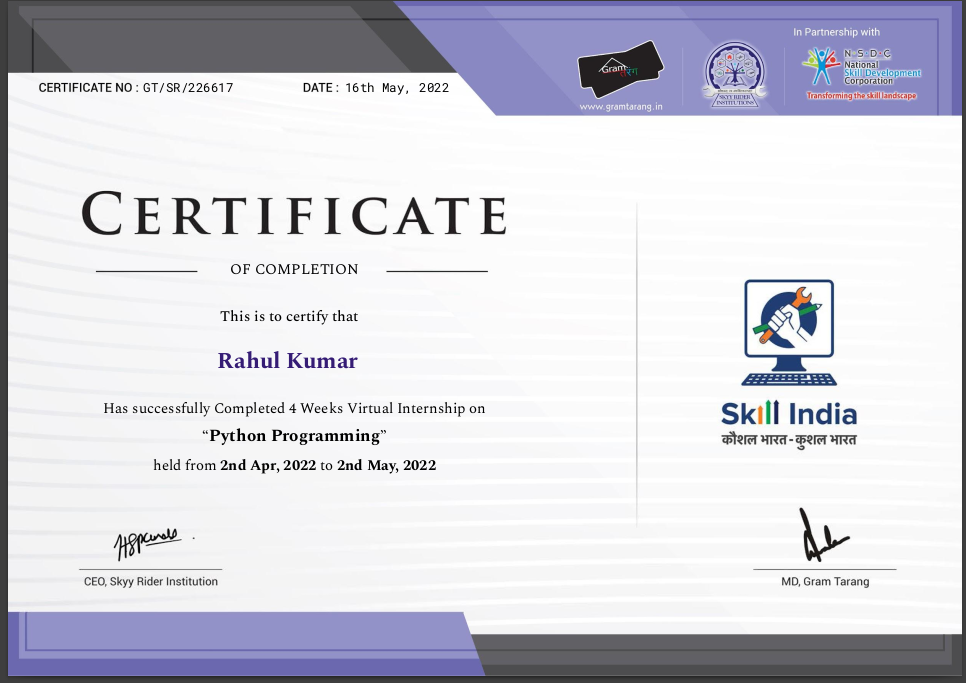 In Partnership with
Gram तरंग
www.gramtarang.in
SKYY RIDER
INSTITUTIONS
N·S·D·C
National
Skill Development
Corporation
Transforming the skill landscape
CERTIFICATE NO : GT/SR/226617
DATE : 16th May, 2022
CERTIFICATE
OF COMPLETION
This is to certify that
Rahul Kumar
Has successfully Completed 4 Weeks Virtual Internship on
“Python Programming”
held from 2nd Apr, 2022 to 2nd May, 2022
Skill India
कौशल भारत - कुशल भारत
CEO, Skyy Rider Institution
MD, Gram Tarang